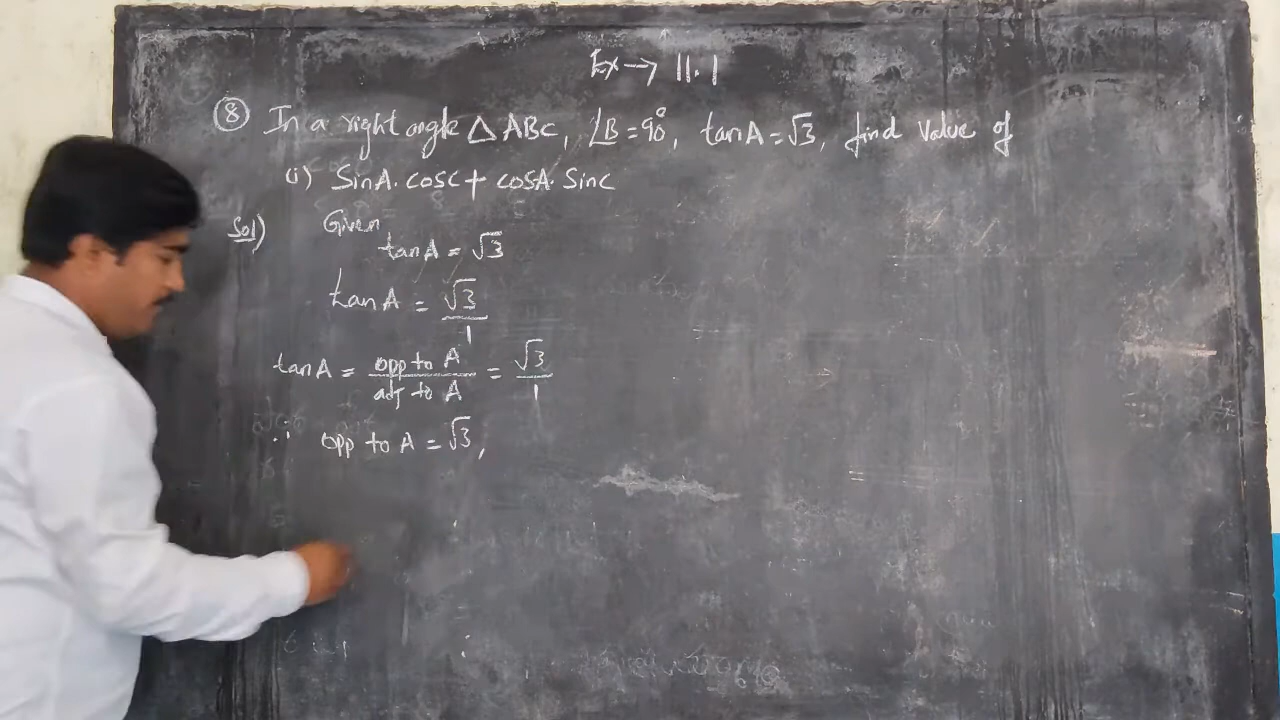 Ex → 11.1
⑧ In a right angle △ ABC, ∠B = 90°, tanA = √3, find value of
(i) SinA. cosC + cosA. SinC
Sol) Given
tanA = √3
tanA = √3/1
tanA = opp to A/adj to A = √3/1
∴ opp to A = √3,